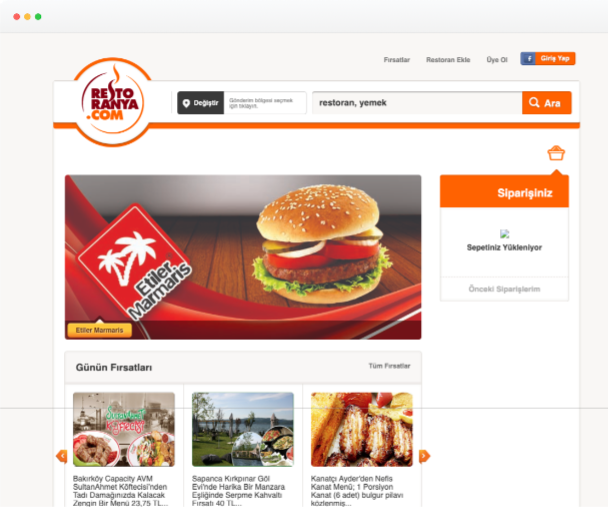 Fırsatlar
Restoran Ekle
Üye Ol
f Giriş Yap
RESTO
RANYA
.COM
Değiştir
Gönderim bölgesi seçmek
için tıklayın.
restoran, yemek
Ara
Siparişiniz
Sepetiniz Yükleniyor
Önceki Siparişlerim
Etiler
Marmaris
Etiler Marmaris
Günün Fırsatları
Tüm Fırsatlar
Bakırköy Capacity AVM
SultanAhmet Köftecisi'nden
Tadı Damağınızda Kalacak
Zengin Bir Menü 23,75 TL...
Sapanca Kırkpınar Göl
Evi'nde Harika Bir Manzara
Eşliğinde Serpme Kahvaltı
Fırsatı 40 TL...
Kanatçı Ayder'den Nefis
Kanat Menü; 1 Porsiyon
Kanat (6 adet) bulgur pilavı
közlenmiş...